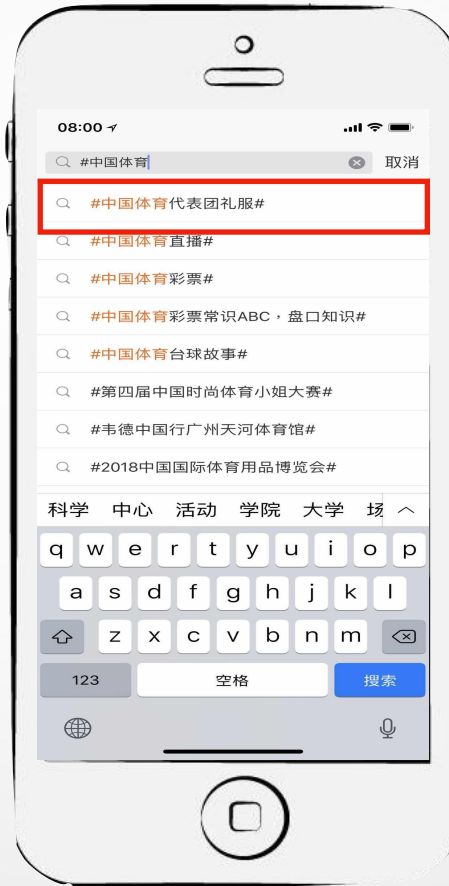 08:00
#中国体育 取消
#中国体育代表团礼服#
#中国体育直播#
#中国体育彩票#
#中国体育彩票常识ABC，盘口知识#
#中国体育台球故事#
#第四届中国时尚体育小姐大赛#
#韦德中国行广州天河体育馆#
#2018中国国际体育用品博览会#
科学 中心 活动 学院 大学
q w e r t y u i o p
a s d f g h j k l
z x c v b n m
123 空格 搜索